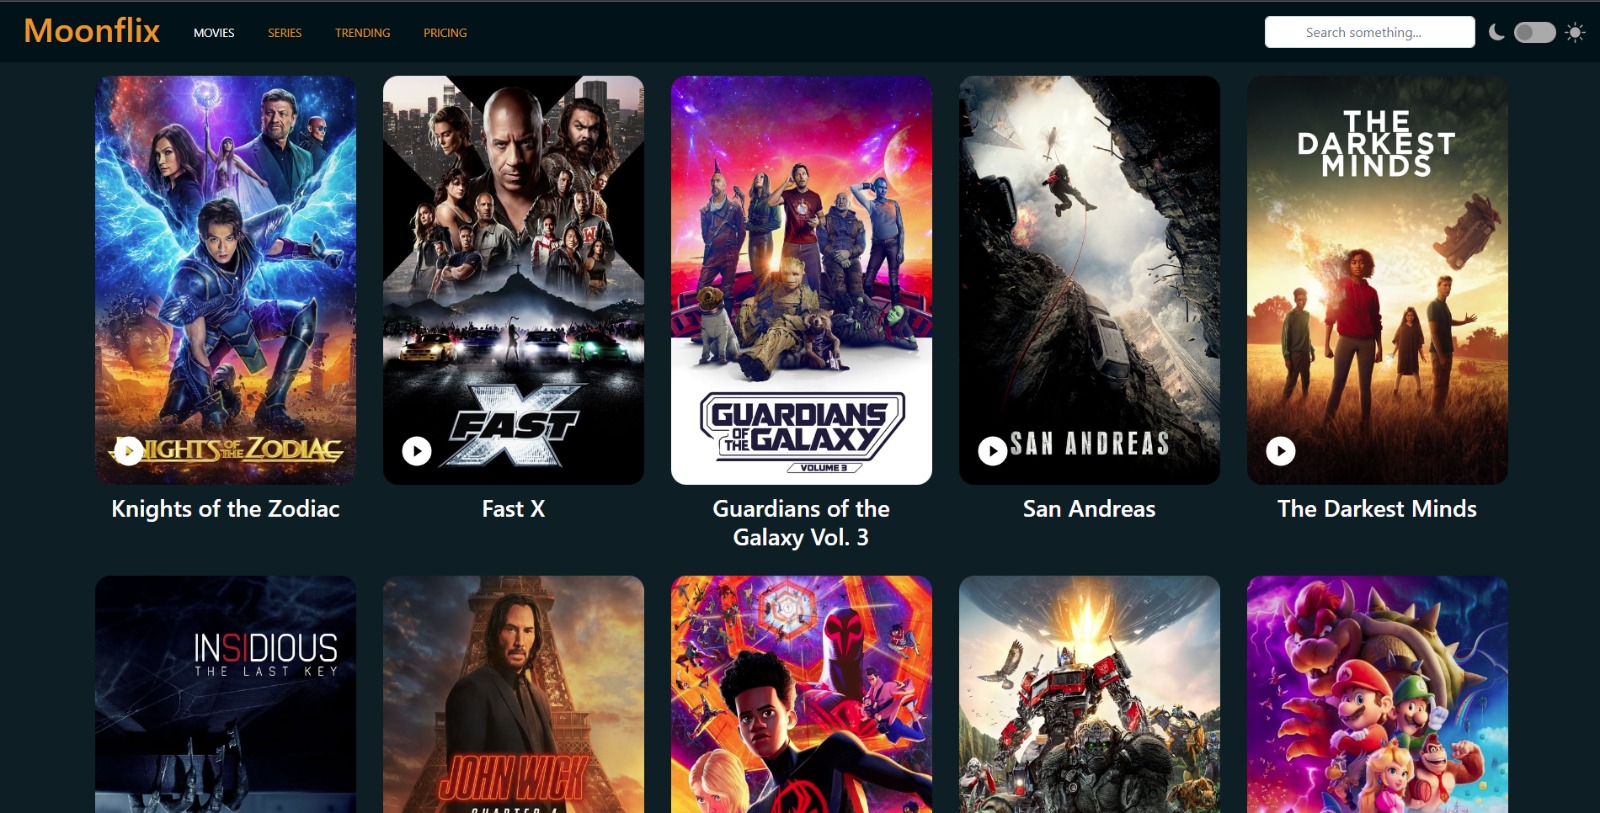 Moonflix
MOVIES
SERIES
TRENDING
PRICING
Search something...
KNIGHTS OF THE ZODIAC
FAST X
GUARDIANS
OF THE GALAXY
VOLUME 3
SAN ANDREAS
THE
DARKEST
MINDS
Knights of the Zodiac
Fast X
Guardians of the
Galaxy Vol. 3
San Andreas
The Darkest Minds
INSIDIOUS
THE LAST KEY
JOHN WICK
CHAPTER 4